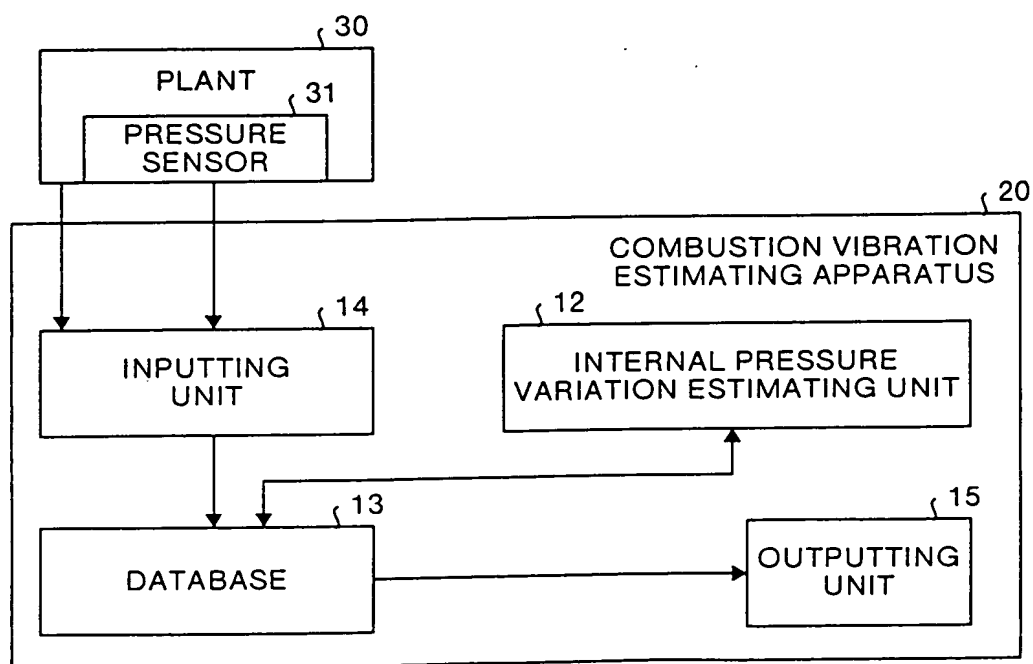 30
PLANT
31
PRESSURE
SENSOR
20
COMBUSTION VIBRATION
ESTIMATING APPARATUS
14
INPUTTING
UNIT
12
INTERNAL PRESSURE
VARIATION ESTIMATING UNIT
13
DATABASE
15
OUTPUTTING
UNIT